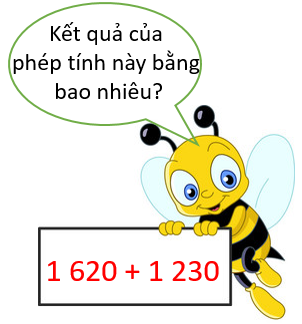 Kết quả của
phép tính này bằng
bao nhiêu?
1 620 + 1 230